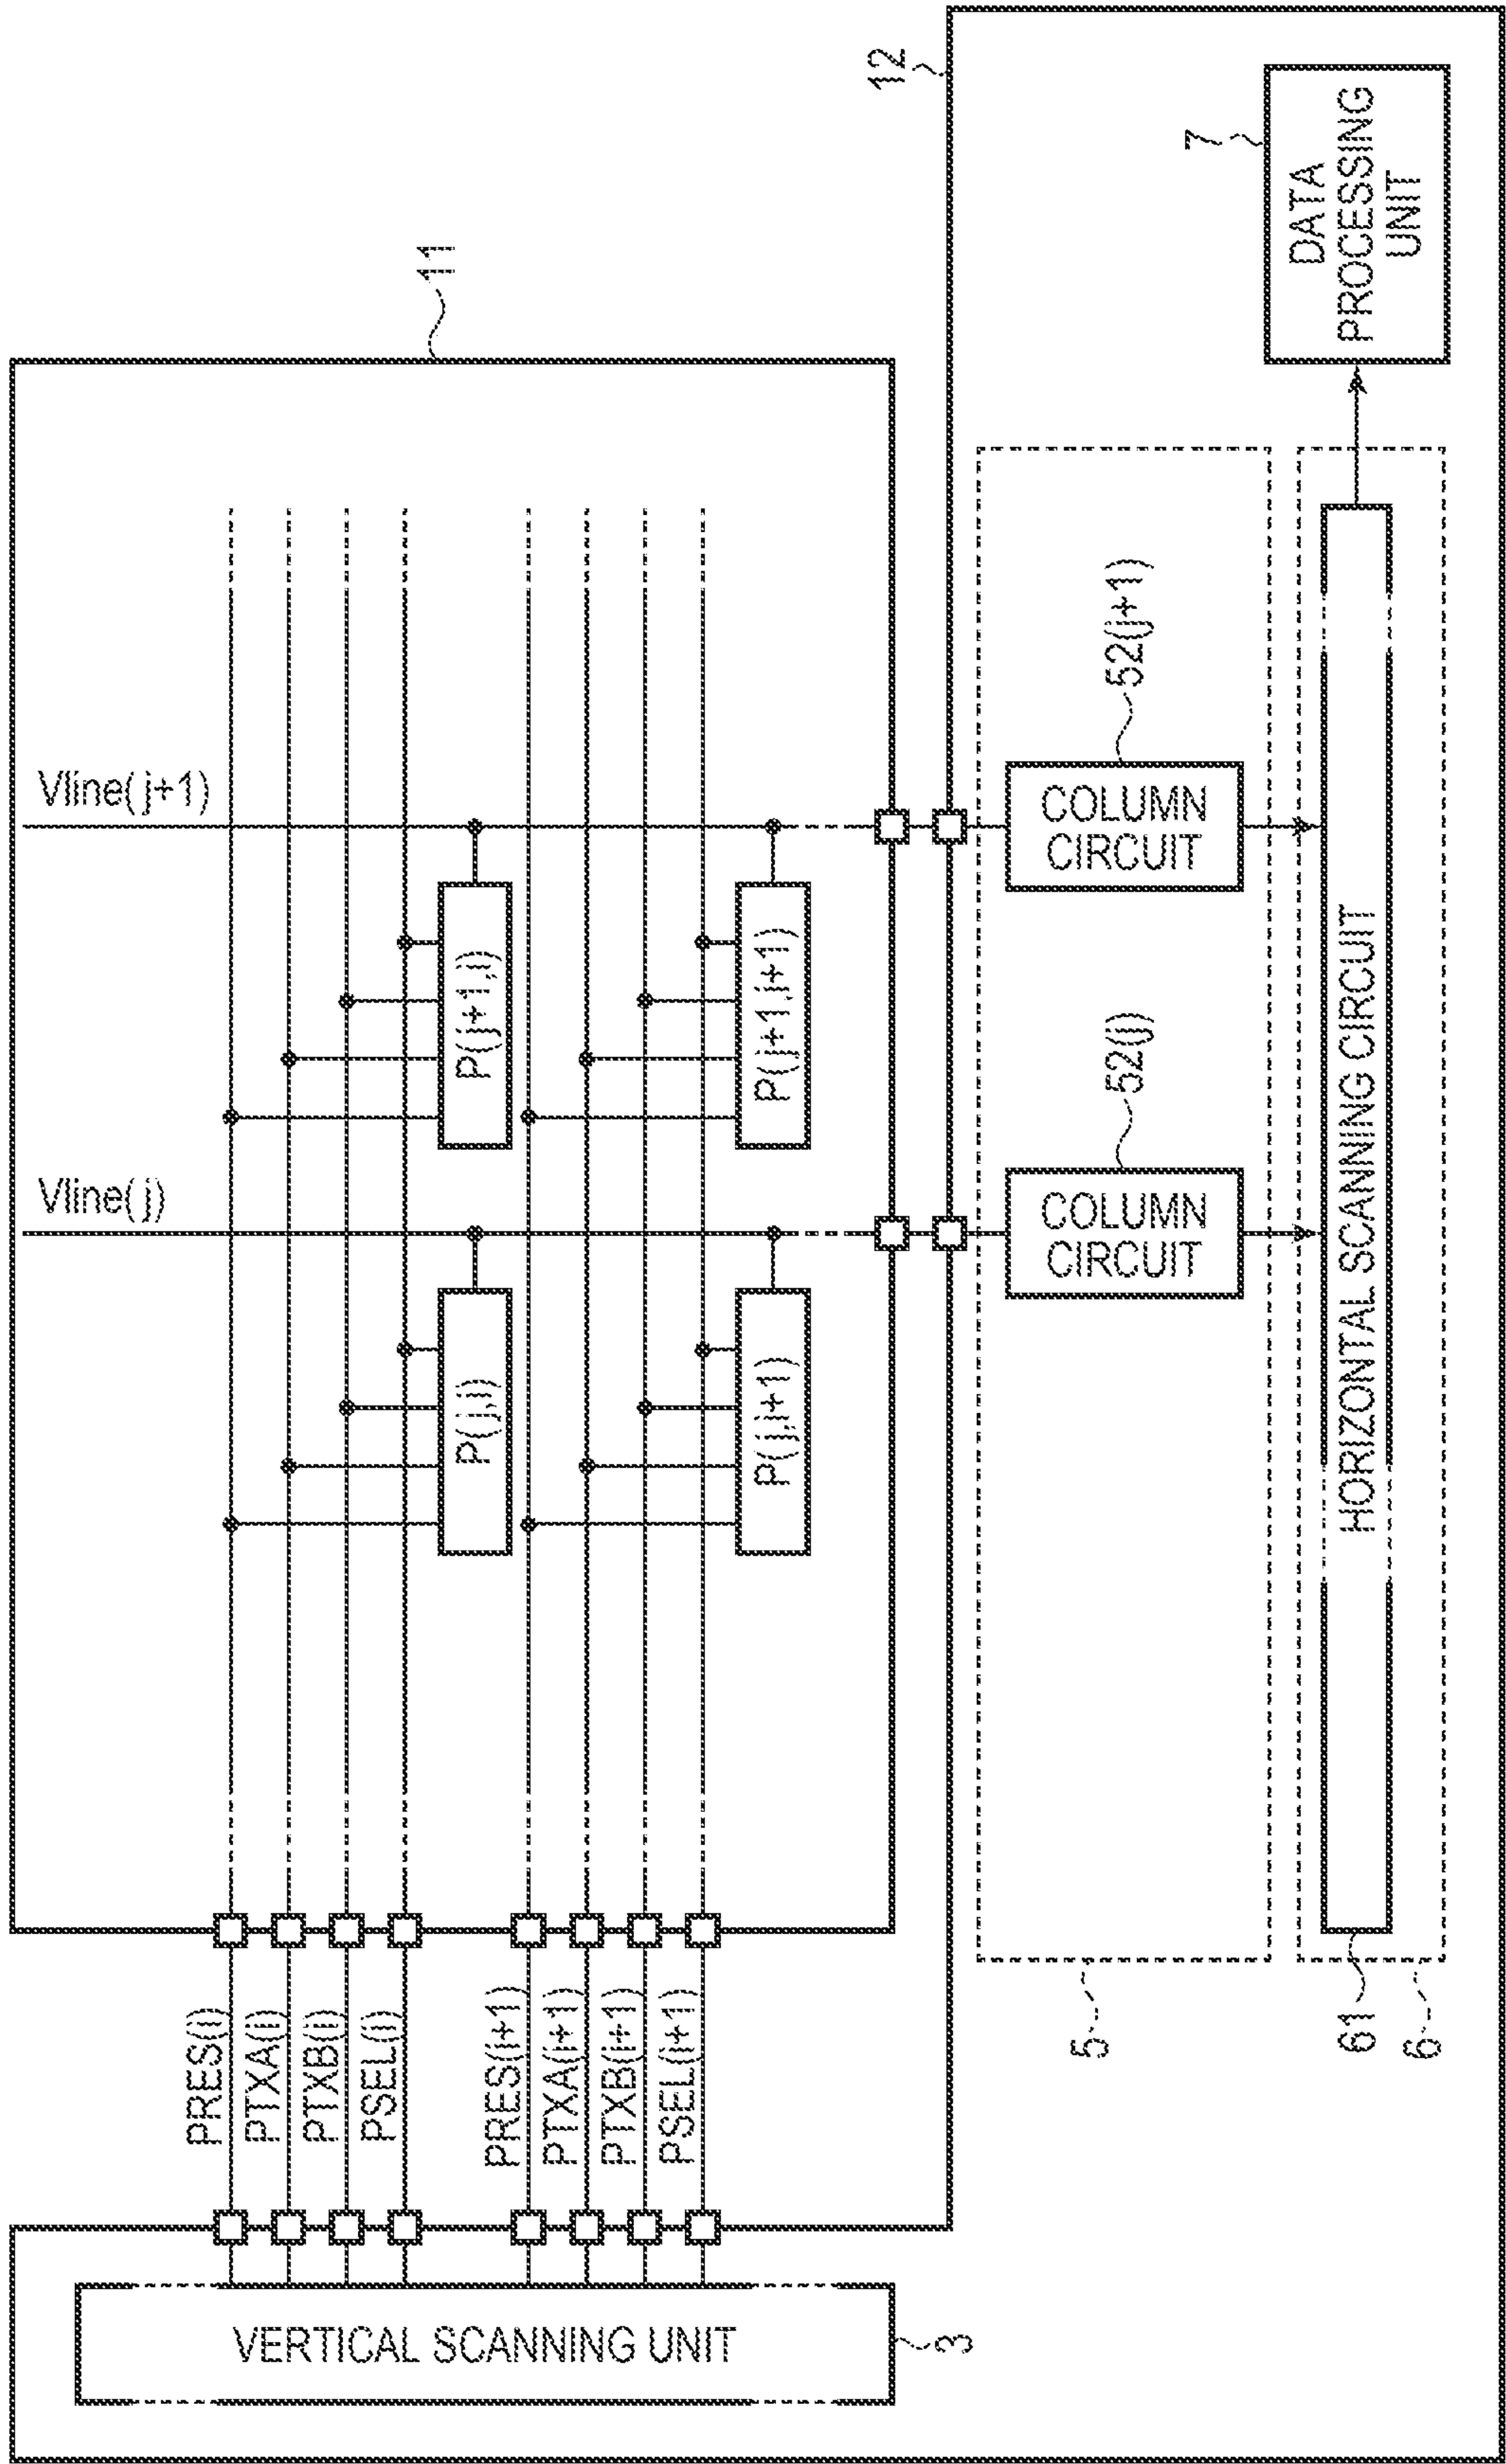 12
11
7
DATA
PROCESSING
UNIT
Vline(j+1)
52(j+1)
COLUMN
CIRCUIT
P(j+1,i)
P(j+1,i+1)
Vline(j)
52(j)
COLUMN
CIRCUIT
P(j,i)
P(j,i+1)
HORIZONTAL SCANNING CIRCUIT
PRES(i)
PTXA(i)
PTXB(i)
PSEL(i)
PRES(i+1)
PTXA(i+1)
PTXB(i+1)
PSEL(i+1)
5
61
6
VERTICAL SCANNING UNIT
3